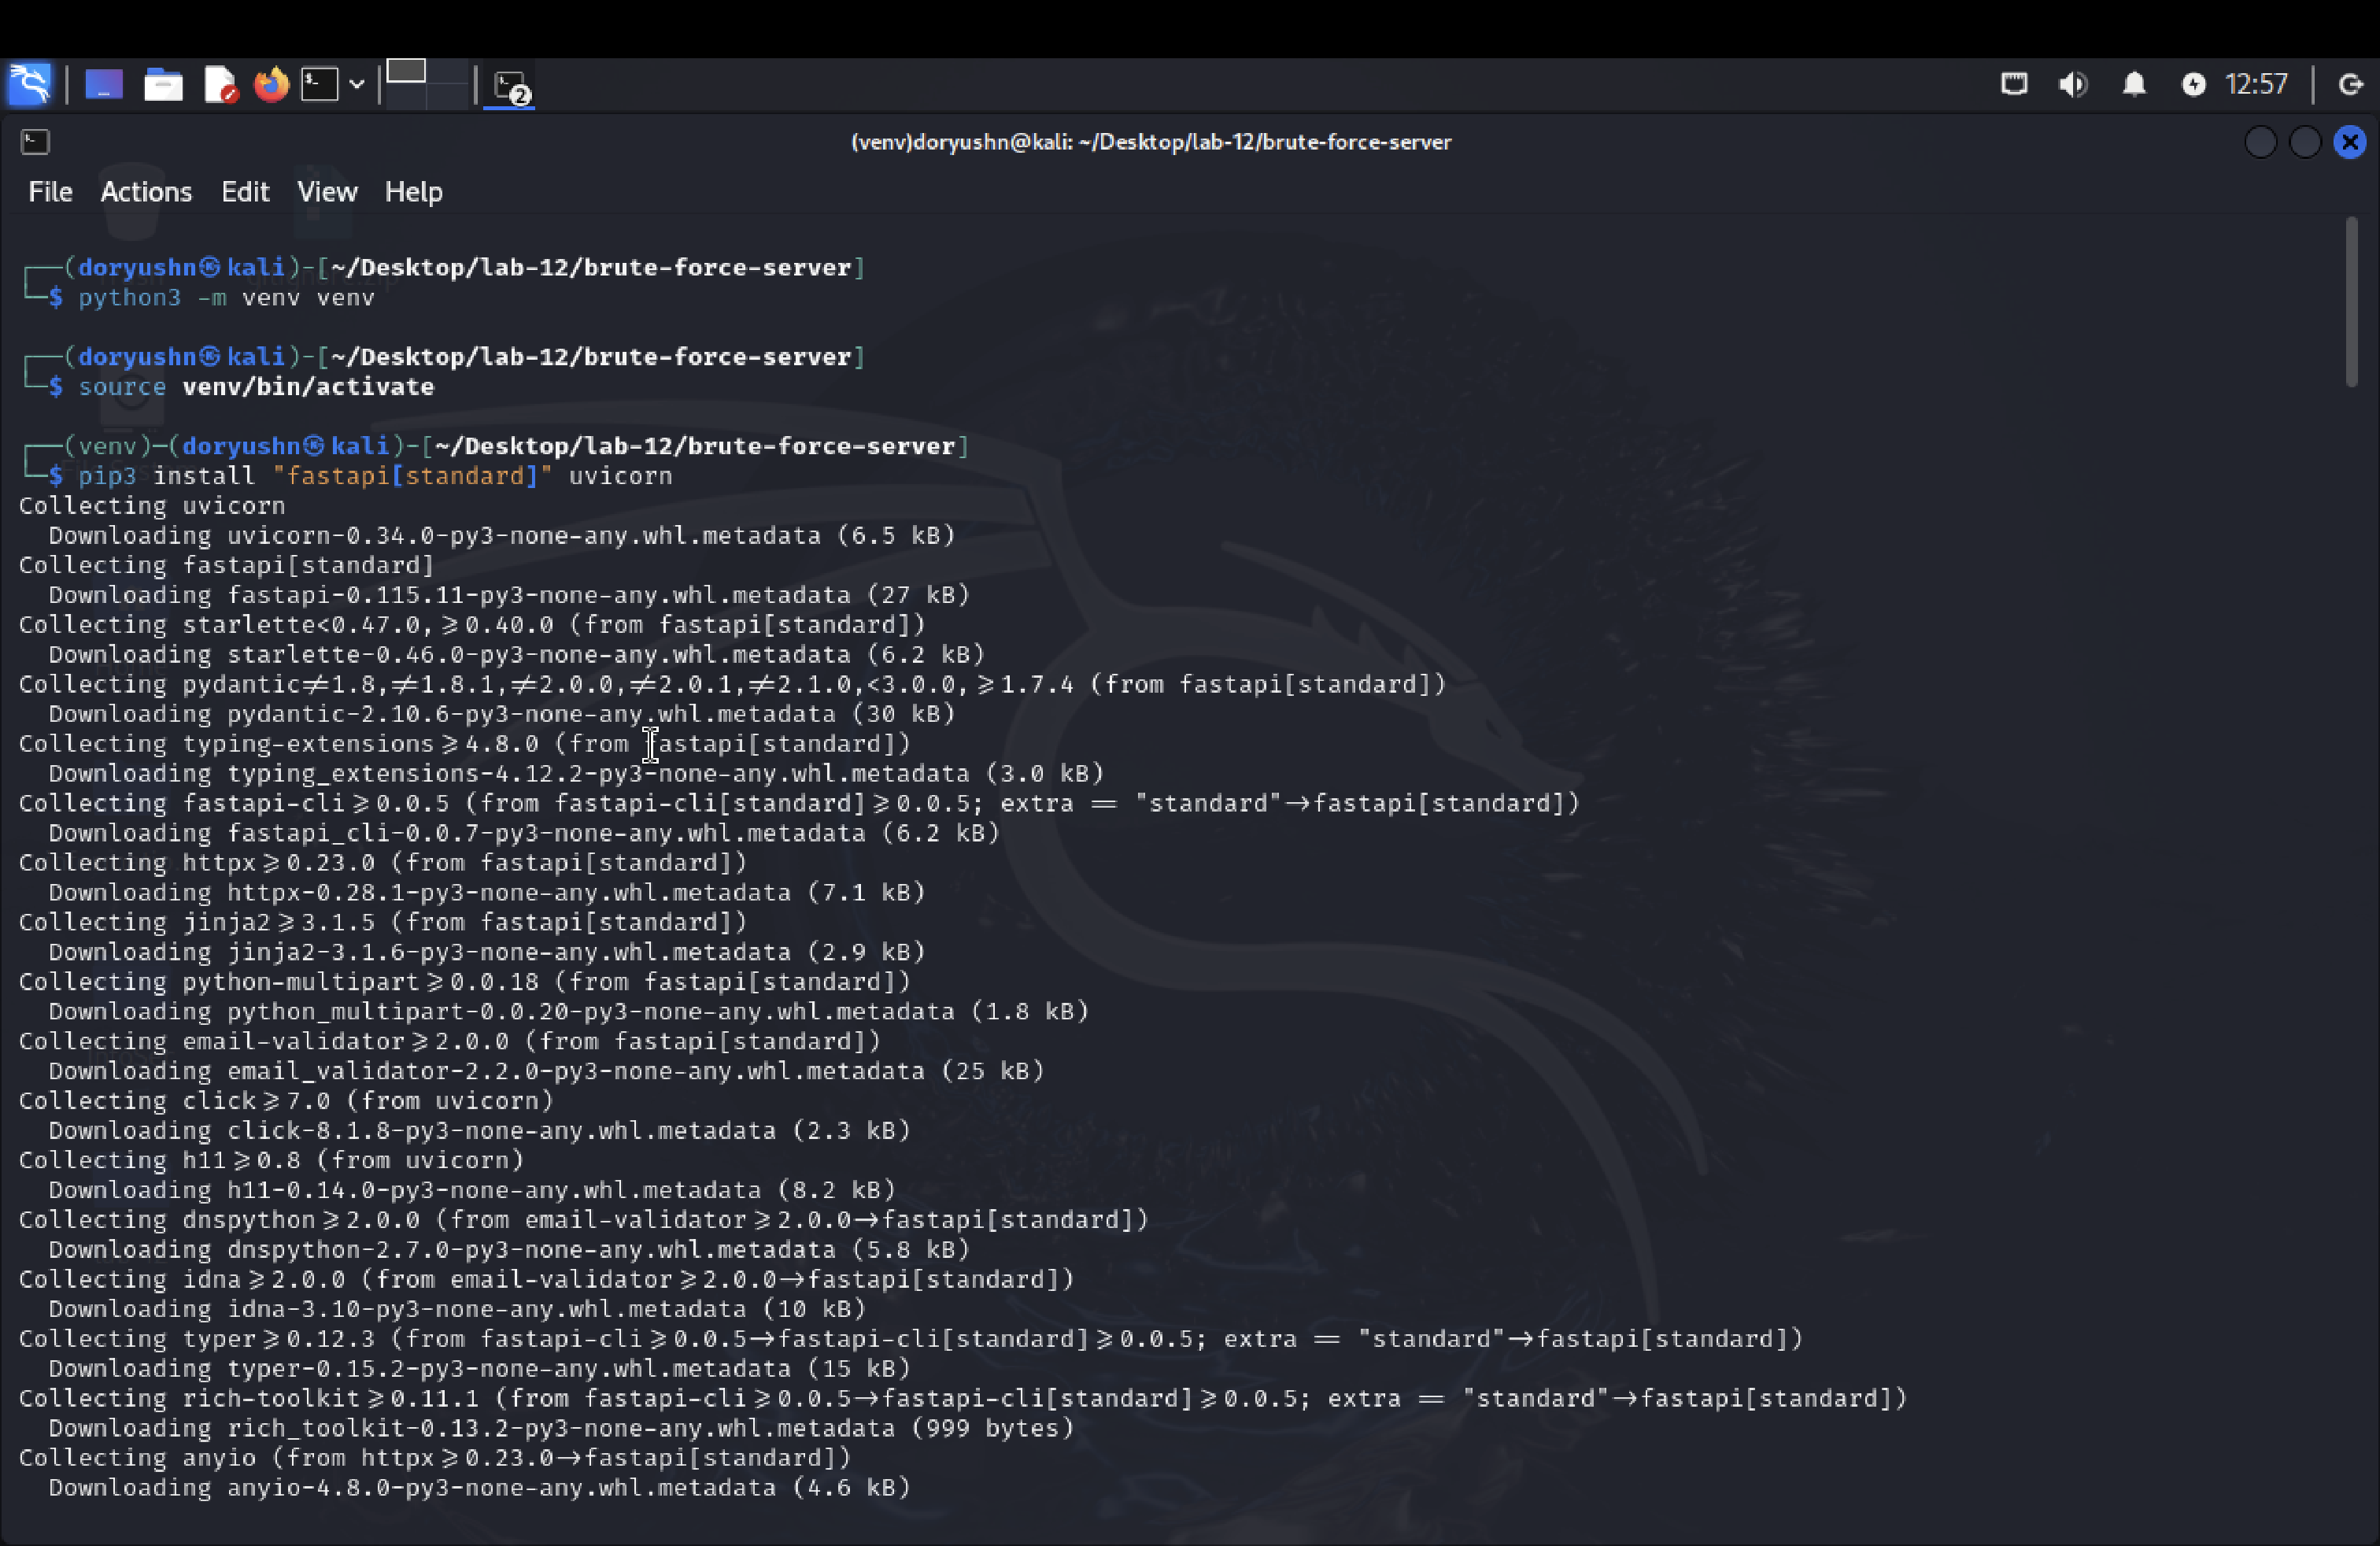 2
12:57
(venv)doryushn@kali: ~/Desktop/lab-12/brute-force-server
File Actions Edit View Help
┌──(doryushn㉿kali)-[~/Desktop/lab-12/brute-force-server]
└─$ python3 -m venv venv
┌──(doryushn㉿kali)-[~/Desktop/lab-12/brute-force-server]
└─$ source venv/bin/activate
┌──(venv)─(doryushn㉿kali)-[~/Desktop/lab-12/brute-force-server]
└─$ pip3 install "fastapi[standard]" uvicorn
Collecting uvicorn
  Downloading uvicorn-0.34.0-py3-none-any.whl.metadata (6.5 kB)
Collecting fastapi[standard]
  Downloading fastapi-0.115.11-py3-none-any.whl.metadata (27 kB)
Collecting starlette<0.47.0,≥0.40.0 (from fastapi[standard])
  Downloading starlette-0.46.0-py3-none-any.whl.metadata (6.2 kB)
Collecting pydantic≠1.8,≠1.8.1,≠2.0.0,≠2.0.1,≠2.1.0,<3.0.0,≥1.7.4 (from fastapi[standard])
  Downloading pydantic-2.10.6-py3-none-any.whl.metadata (30 kB)
Collecting typing-extensions≥4.8.0 (from fastapi[standard])
  Downloading typing_extensions-4.12.2-py3-none-any.whl.metadata (3.0 kB)
Collecting fastapi-cli≥0.0.5 (from fastapi-cli[standard]≥0.0.5; extra == "standard"→fastapi[standard])
  Downloading fastapi_cli-0.0.7-py3-none-any.whl.metadata (6.2 kB)
Collecting httpx≥0.23.0 (from fastapi[standard])
  Downloading httpx-0.28.1-py3-none-any.whl.metadata (7.1 kB)
Collecting jinja2≥3.1.5 (from fastapi[standard])
  Downloading jinja2-3.1.6-py3-none-any.whl.metadata (2.9 kB)
Collecting python-multipart≥0.0.18 (from fastapi[standard])
  Downloading python_multipart-0.0.20-py3-none-any.whl.metadata (1.8 kB)
Collecting email-validator≥2.0.0 (from fastapi[standard])
  Downloading email_validator-2.2.0-py3-none-any.whl.metadata (25 kB)
Collecting click≥7.0 (from uvicorn)
  Downloading click-8.1.8-py3-none-any.whl.metadata (2.3 kB)
Collecting h11≥0.8 (from uvicorn)
  Downloading h11-0.14.0-py3-none-any.whl.metadata (8.2 kB)
Collecting dnspython≥2.0.0 (from email-validator≥2.0.0→fastapi[standard])
  Downloading dnspython-2.7.0-py3-none-any.whl.metadata (5.8 kB)
Collecting idna≥2.0.0 (from email-validator≥2.0.0→fastapi[standard])
  Downloading idna-3.10-py3-none-any.whl.metadata (10 kB)
Collecting typer≥0.12.3 (from fastapi-cli≥0.0.5→fastapi-cli[standard]≥0.0.5; extra == "standard"→fastapi[standard])
  Downloading typer-0.15.2-py3-none-any.whl.metadata (15 kB)
Collecting rich-toolkit≥0.11.1 (from fastapi-cli≥0.0.5→fastapi-cli[standard]≥0.0.5; extra == "standard"→fastapi[standard])
  Downloading rich_toolkit-0.13.2-py3-none-any.whl.metadata (999 bytes)
Collecting anyio (from httpx≥0.23.0→fastapi[standard])
  Downloading anyio-4.8.0-py3-none-any.whl.metadata (4.6 kB)